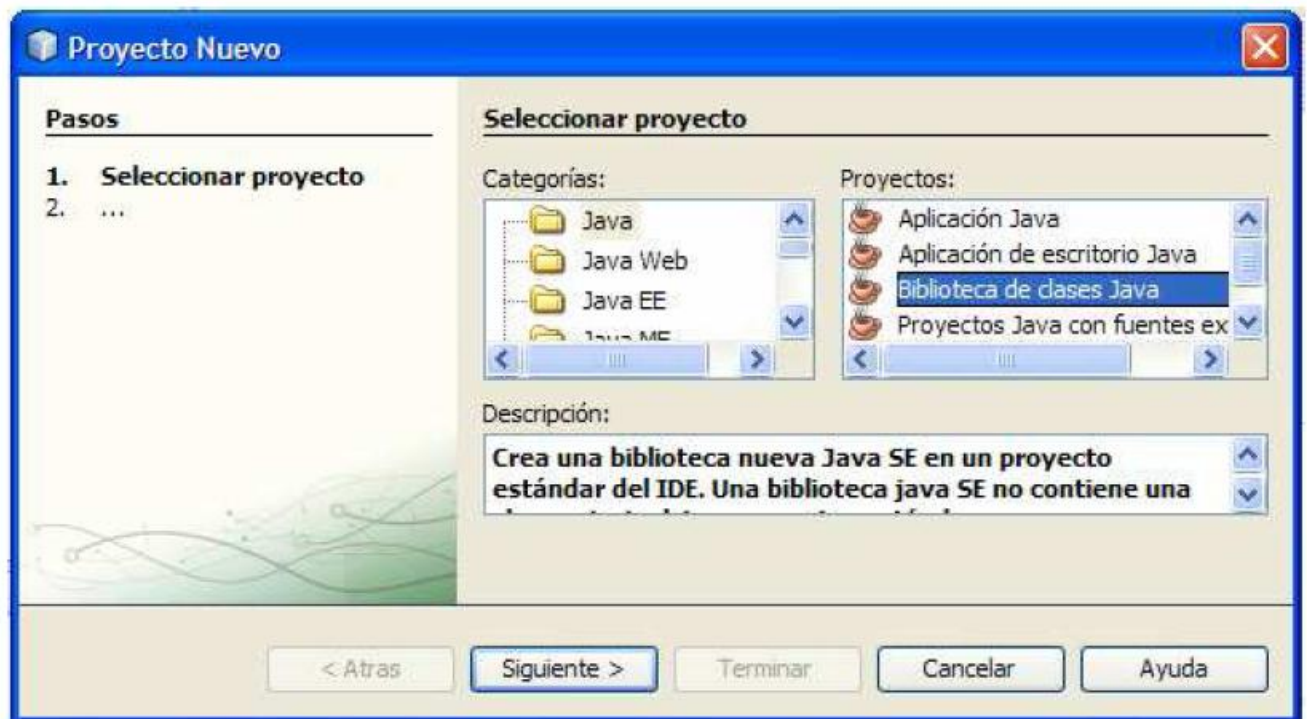 Proyecto Nuevo
Pasos
1. Seleccionar proyecto
2. ...
Seleccionar proyecto
Categorías:
Java
Java Web
Java EE
Java ME
Proyectos:
Aplicación Java
Aplicación de escritorio Java
Biblioteca de clases Java
Proyectos Java con fuentes ex
Descripción:
Crea una biblioteca nueva Java SE en un proyecto
estándar del IDE. Una biblioteca java SE no contiene una
< Atras
Siguiente >
Terminar
Cancelar
Ayuda